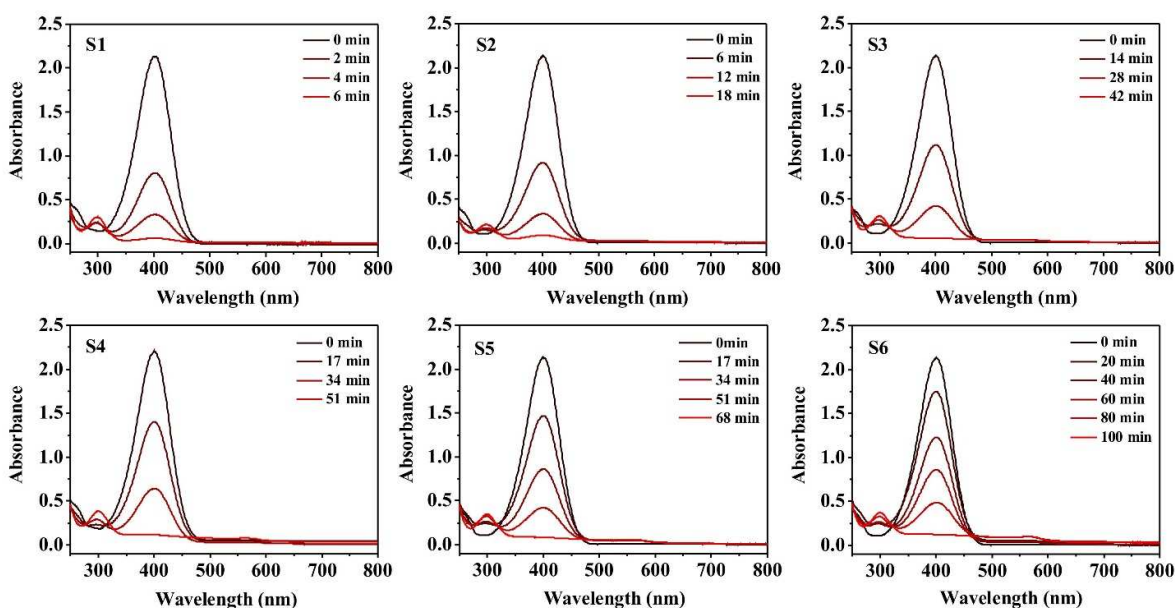 S1
0 min
2 min
4 min
6 min
2.5
2.0
1.5
1.0
0.5
0.0
Absorbance
300 400 500 600 700 800
Wavelength (nm)
S2
0 min
6 min
12 min
18 min
2.5
2.0
1.5
1.0
0.5
0.0
Absorbance
300 400 500 600 700 800
Wavelength (nm)
S3
0 min
14 min
28 min
42 min
2.5
2.0
1.5
1.0
0.5
0.0
Absorbance
300 400 500 600 700 800
Wavelength (nm)
S4
0 min
17 min
34 min
51 min
2.5
2.0
1.5
1.0
0.5
0.0
Absorbance
300 400 500 600 700 800
Wavelength (nm)
S5
0min
17 min
34 min
51 min
68 min
2.5
2.0
1.5
1.0
0.5
0.0
Absorbance
300 400 500 600 700 800
Wavelength (nm)
S6
0 min
20 min
40 min
60 min
80 min
100 min
2.5
2.0
1.5
1.0
0.5
0.0
Absorbance
300 400 500 600 700 800
Wavelength (nm)